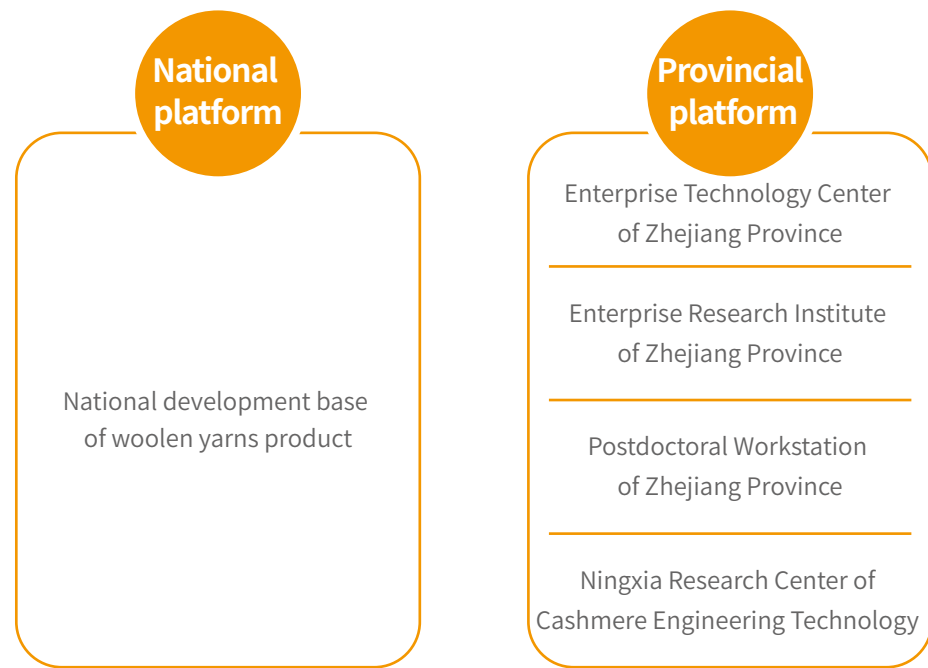 National
platform
National development base
of woolen yarns product
Provincial
platform
Enterprise Technology Center
of Zhejiang Province
Enterprise Research Institute
of Zhejiang Province
Postdoctoral Workstation
of Zhejiang Province
Ningxia Research Center of
Cashmere Engineering Technology